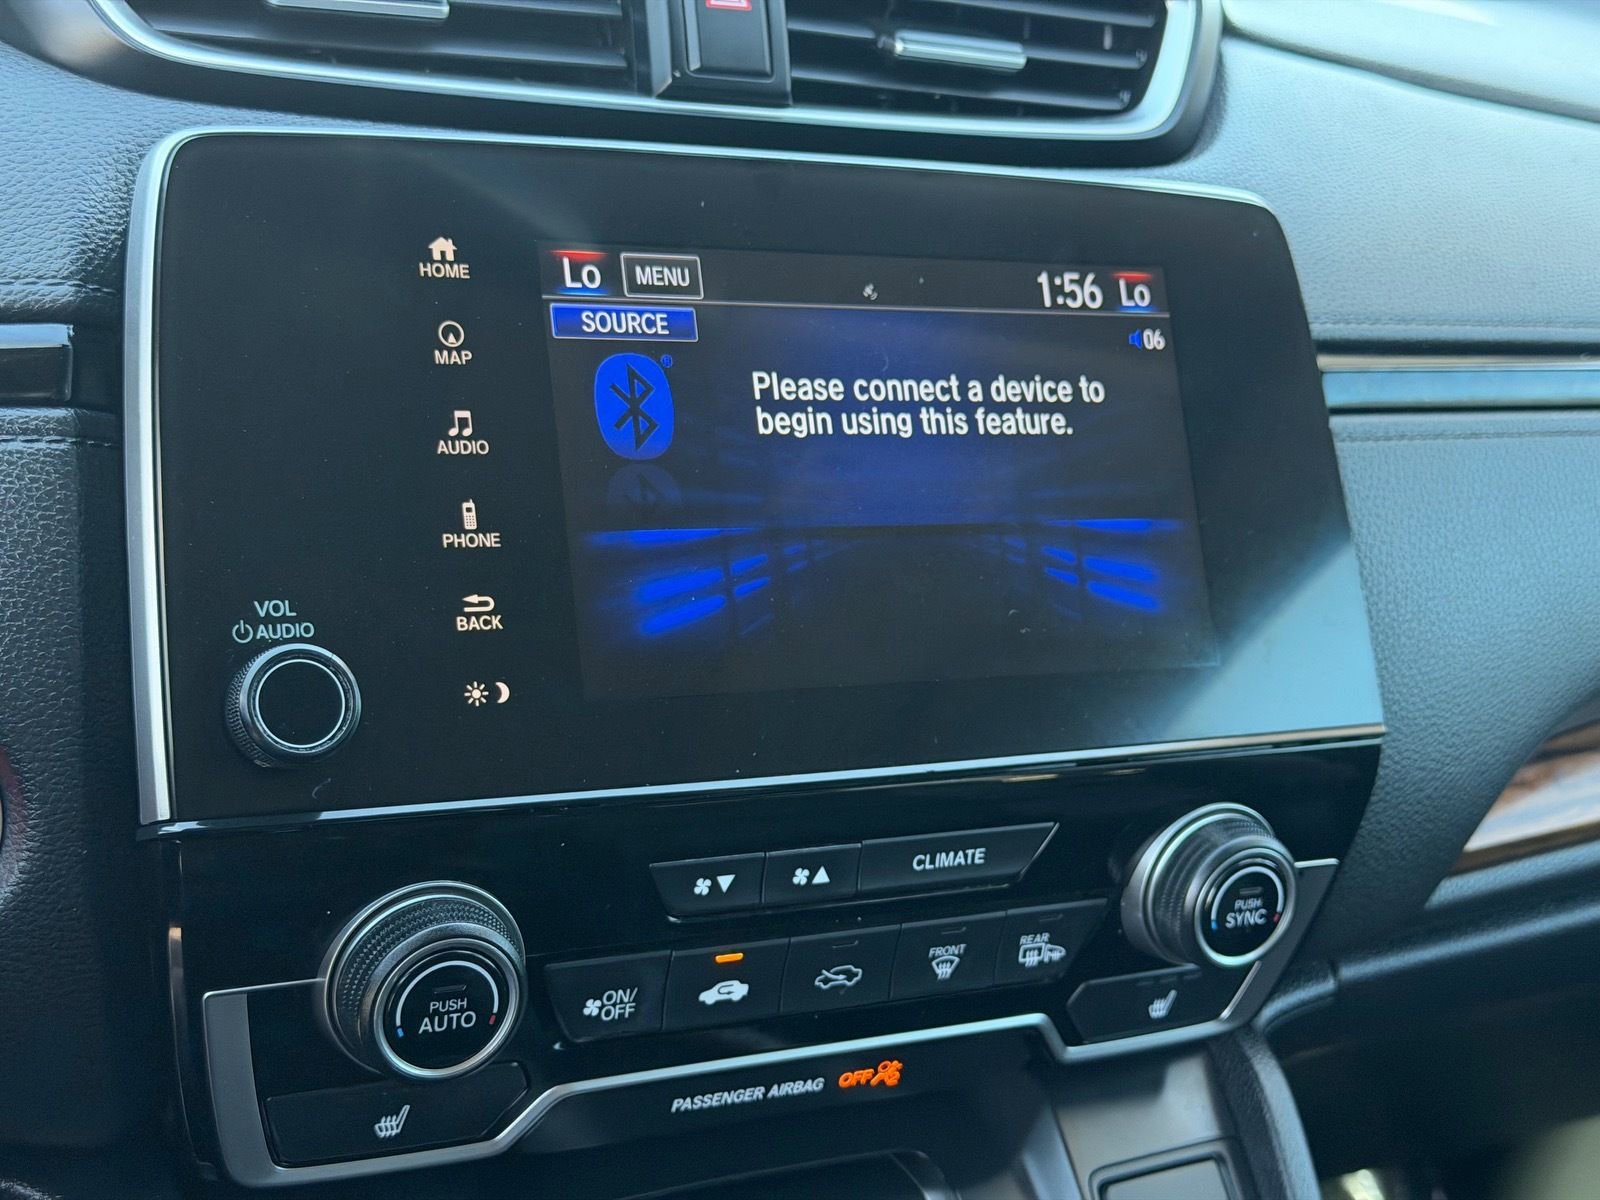 HOME
MAP
AUDIO
PHONE
BACK
VOL
AUDIO
Lo
MENU
1:56
Lo
SOURCE
06
®
Please connect a device to
begin using this feature.
CLIMATE
PUSH
AUTO
ON/
OFF
FRONT
REAR
PUSH
SYNC
PASSENGER AIRBAG OFF